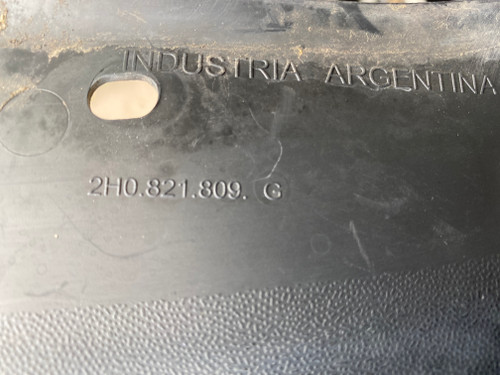 INDUSTRIA ARGENTINA
2H0.821.809. G